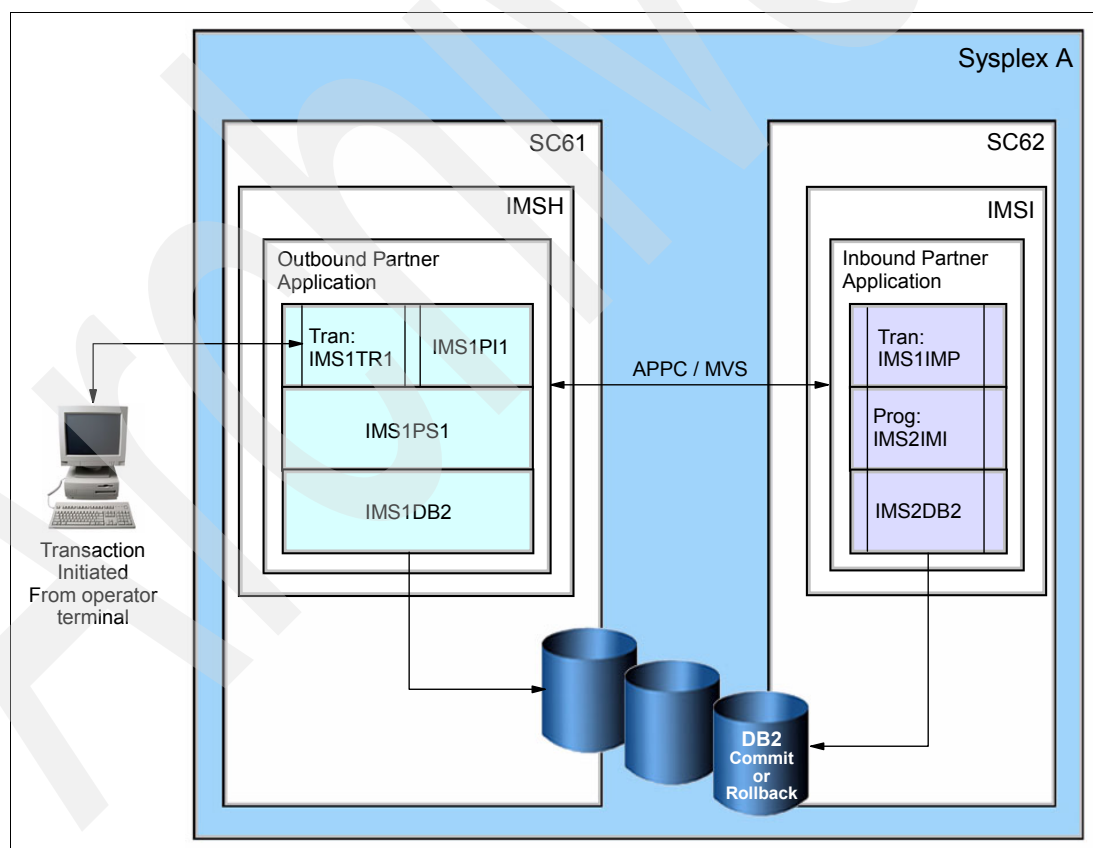 Sysplex A
SC61
SC62
IMSH
IMSI
Outbound Partner
Application
Inbound Partner
Application
Tran:
IMS1TR1
IMS1PI1
Tran:
IMS1IMP
APPC / MVS
IMS1PS1
Prog:
IMS2IMI
IMS1DB2
IMS2DB2
Transaction
Initiated
From operator
terminal
DB2
Commit
or
Rollback